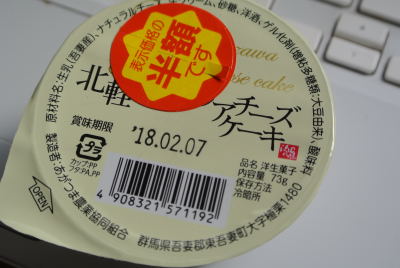 原材料名:生乳(吾妻産)、ナチュラルチーズ
クリーム、砂糖、洋酒、ゲル化剤(増粘多糖類:大豆由来)、酸味料
表示価格の
半額
です
cake
北軽
チーズ
アケーキ
賞味期限
'18.02.07
カップ:PP
フタ:PA,PP
品名 洋生菓子
内容量 73g
保存方法
冷暗所
4 908321 571192
OPEN
製造者:あがつま農業協同組合
群馬県吾妻郡東吾妻町大字植栗1480